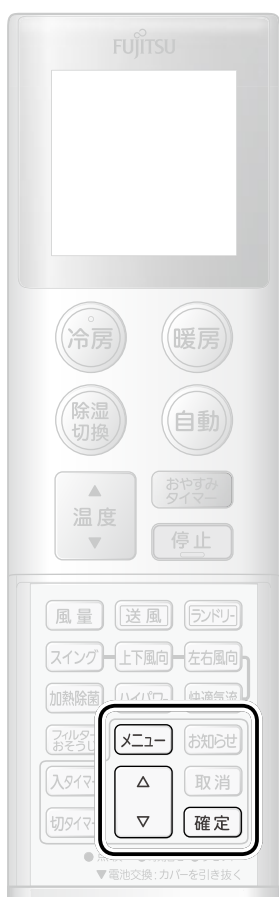 FUJITSU
冷房 暖房
除湿
切換
自動
おやすみ
タイマー
▲
温度
▼
停止
風量 送風 ランドリー
スイング 上下風向 左右風向
加熱除菌 ハイパワー 快適気流
フィルター
おそうじ
メニュー お知らせ
入タイマー △ 取消
切タイマー ▽ 確定
▼電池交換:カバーを引き抜く